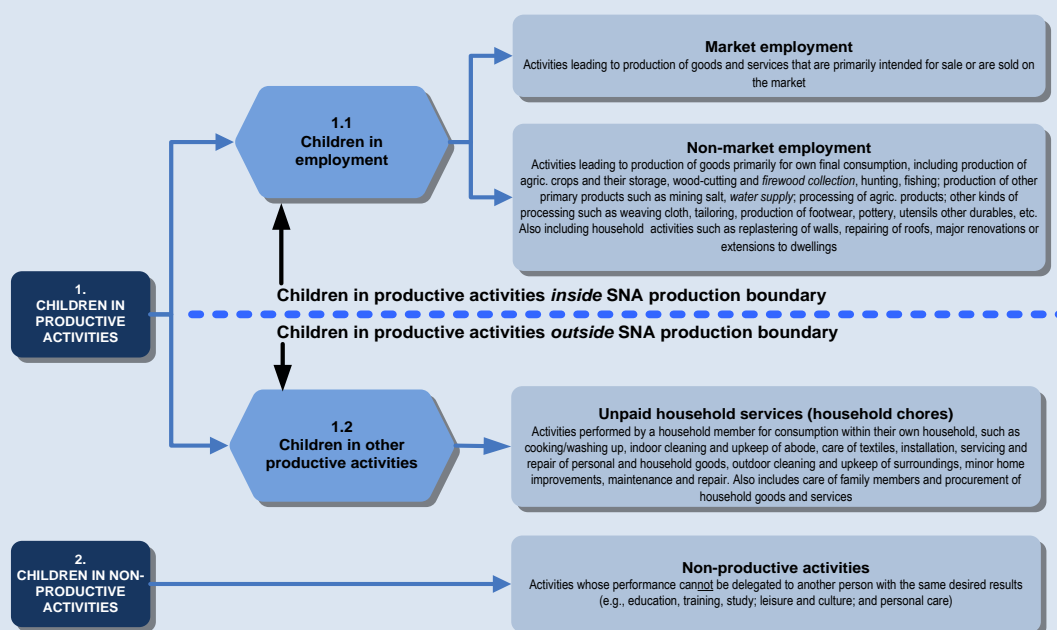 Market employment
Activities leading to production of goods and services that are primarily intended for sale or are sold on
the market
1.1
Children in
employment
Non-market employment
Activities leading to production of goods primarily for own final consumption, including production of
agric. crops and their storage, wood-cutting and firewood collection, hunting, fishing; production of other
primary products such as mining salt, water supply; processing of agric. products; other kinds of
processing such as weaving cloth, tailoring, production of footwear, pottery, utensils other durables, etc.
Also including household activities such as replastering of walls, repairing of roofs, major renovations or
extensions to dwellings
1.
CHILDREN IN
PRODUCTIVE
ACTIVITIES
Children in productive activities inside SNA production boundary
Children in productive activities outside SNA production boundary
1.2
Children in other
productive activities
Unpaid household services (household chores)
Activities performed by a household member for consumption within their own household, such as
cooking/washing up, indoor cleaning and upkeep of abode, care of textiles, installation, servicing and
repair of personal and household goods, outdoor cleaning and upkeep of surroundings, minor home
improvements, maintenance and repair. Also includes care of family members and procurement of
household goods and services
2.
CHILDREN IN NON-
PRODUCTIVE
ACTIVITIES
Non-productive activities
Activities whose performance cannot be delegated to another person with the same desired results
(e.g., education, training, study; leisure and culture; and personal care)